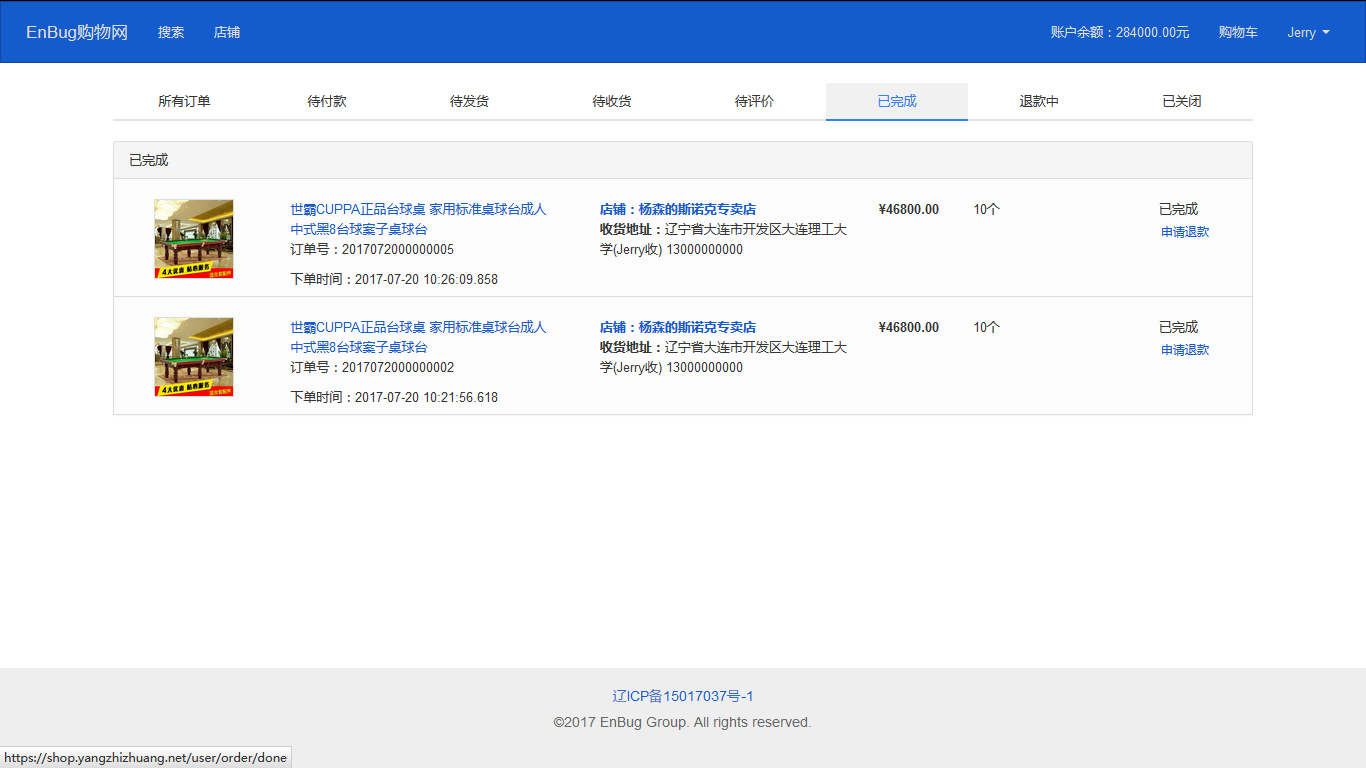 EnBug购物网 搜索 店铺 账户余额：284000.00元 购物车 Jerry
所有订单 待付款 待发货 待收货 待评价 已完成 退款中 已关闭
已完成
世霸CUPPA正品台球桌 家用标准桌球台成人
中式黑8台球案子桌球台
订单号：2017072000000005
下单时间：2017-07-20 10:26:09.858
店铺：杨森的斯诺克专卖店
收货地址：辽宁省大连市开发区大连理工大
学(Jerry收) 13000000000
¥46800.00
10个
已完成
申请退款
4大优惠 贴心服务
世霸CUPPA正品台球桌 家用标准桌球台成人
中式黑8台球案子桌球台
订单号：2017072000000002
下单时间：2017-07-20 10:21:56.618
店铺：杨森的斯诺克专卖店
收货地址：辽宁省大连市开发区大连理工大
学(Jerry收) 13000000000
¥46800.00
10个
已完成
申请退款
4大优惠 贴心服务
辽ICP备15017037号-1
©2017 EnBug Group. All rights reserved.
https://shop.yangzhizhuang.net/user/order/done